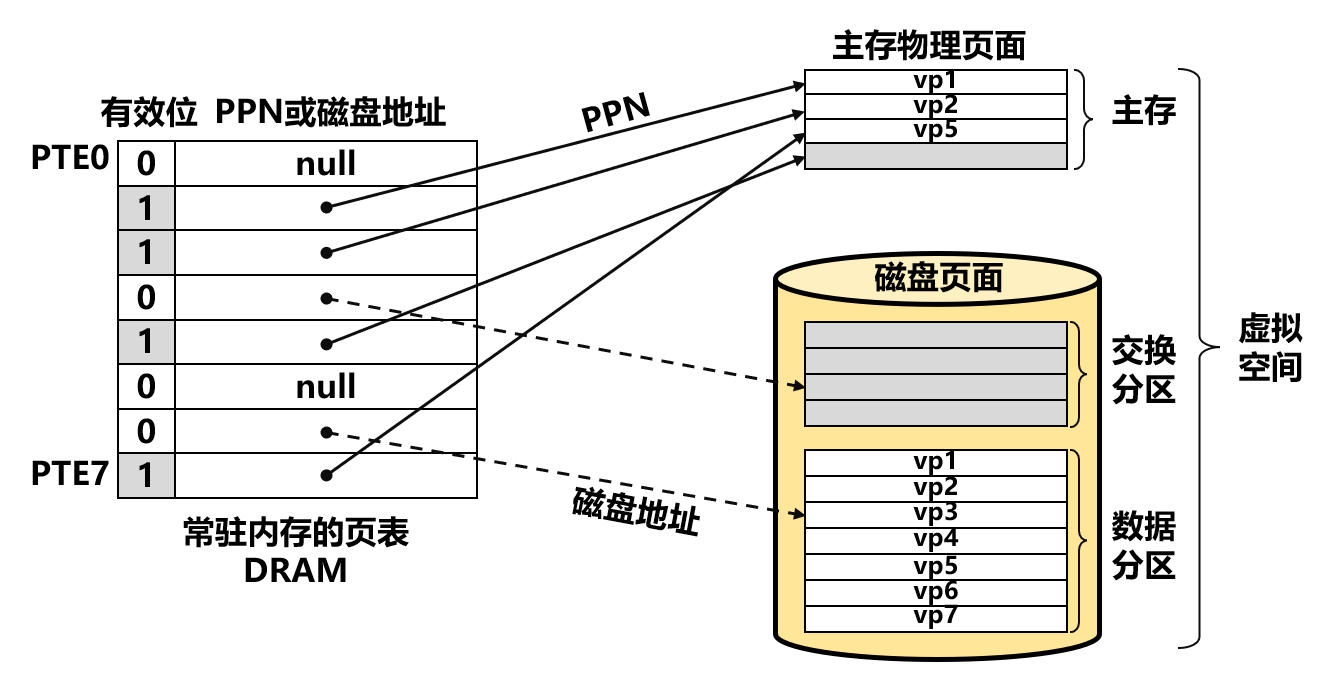 主存物理页面
vp1
vp2
vp5
主存
PPN
有效位 PPN或磁盘地址
PTE0
0 null
1
1
0
1
0 null
0
PTE7 1
常驻内存的页表
DRAM
磁盘地址
磁盘页面
交换
分区
vp1
vp2
vp3
vp4
vp5
vp6
vp7
数据
分区
虚拟
空间